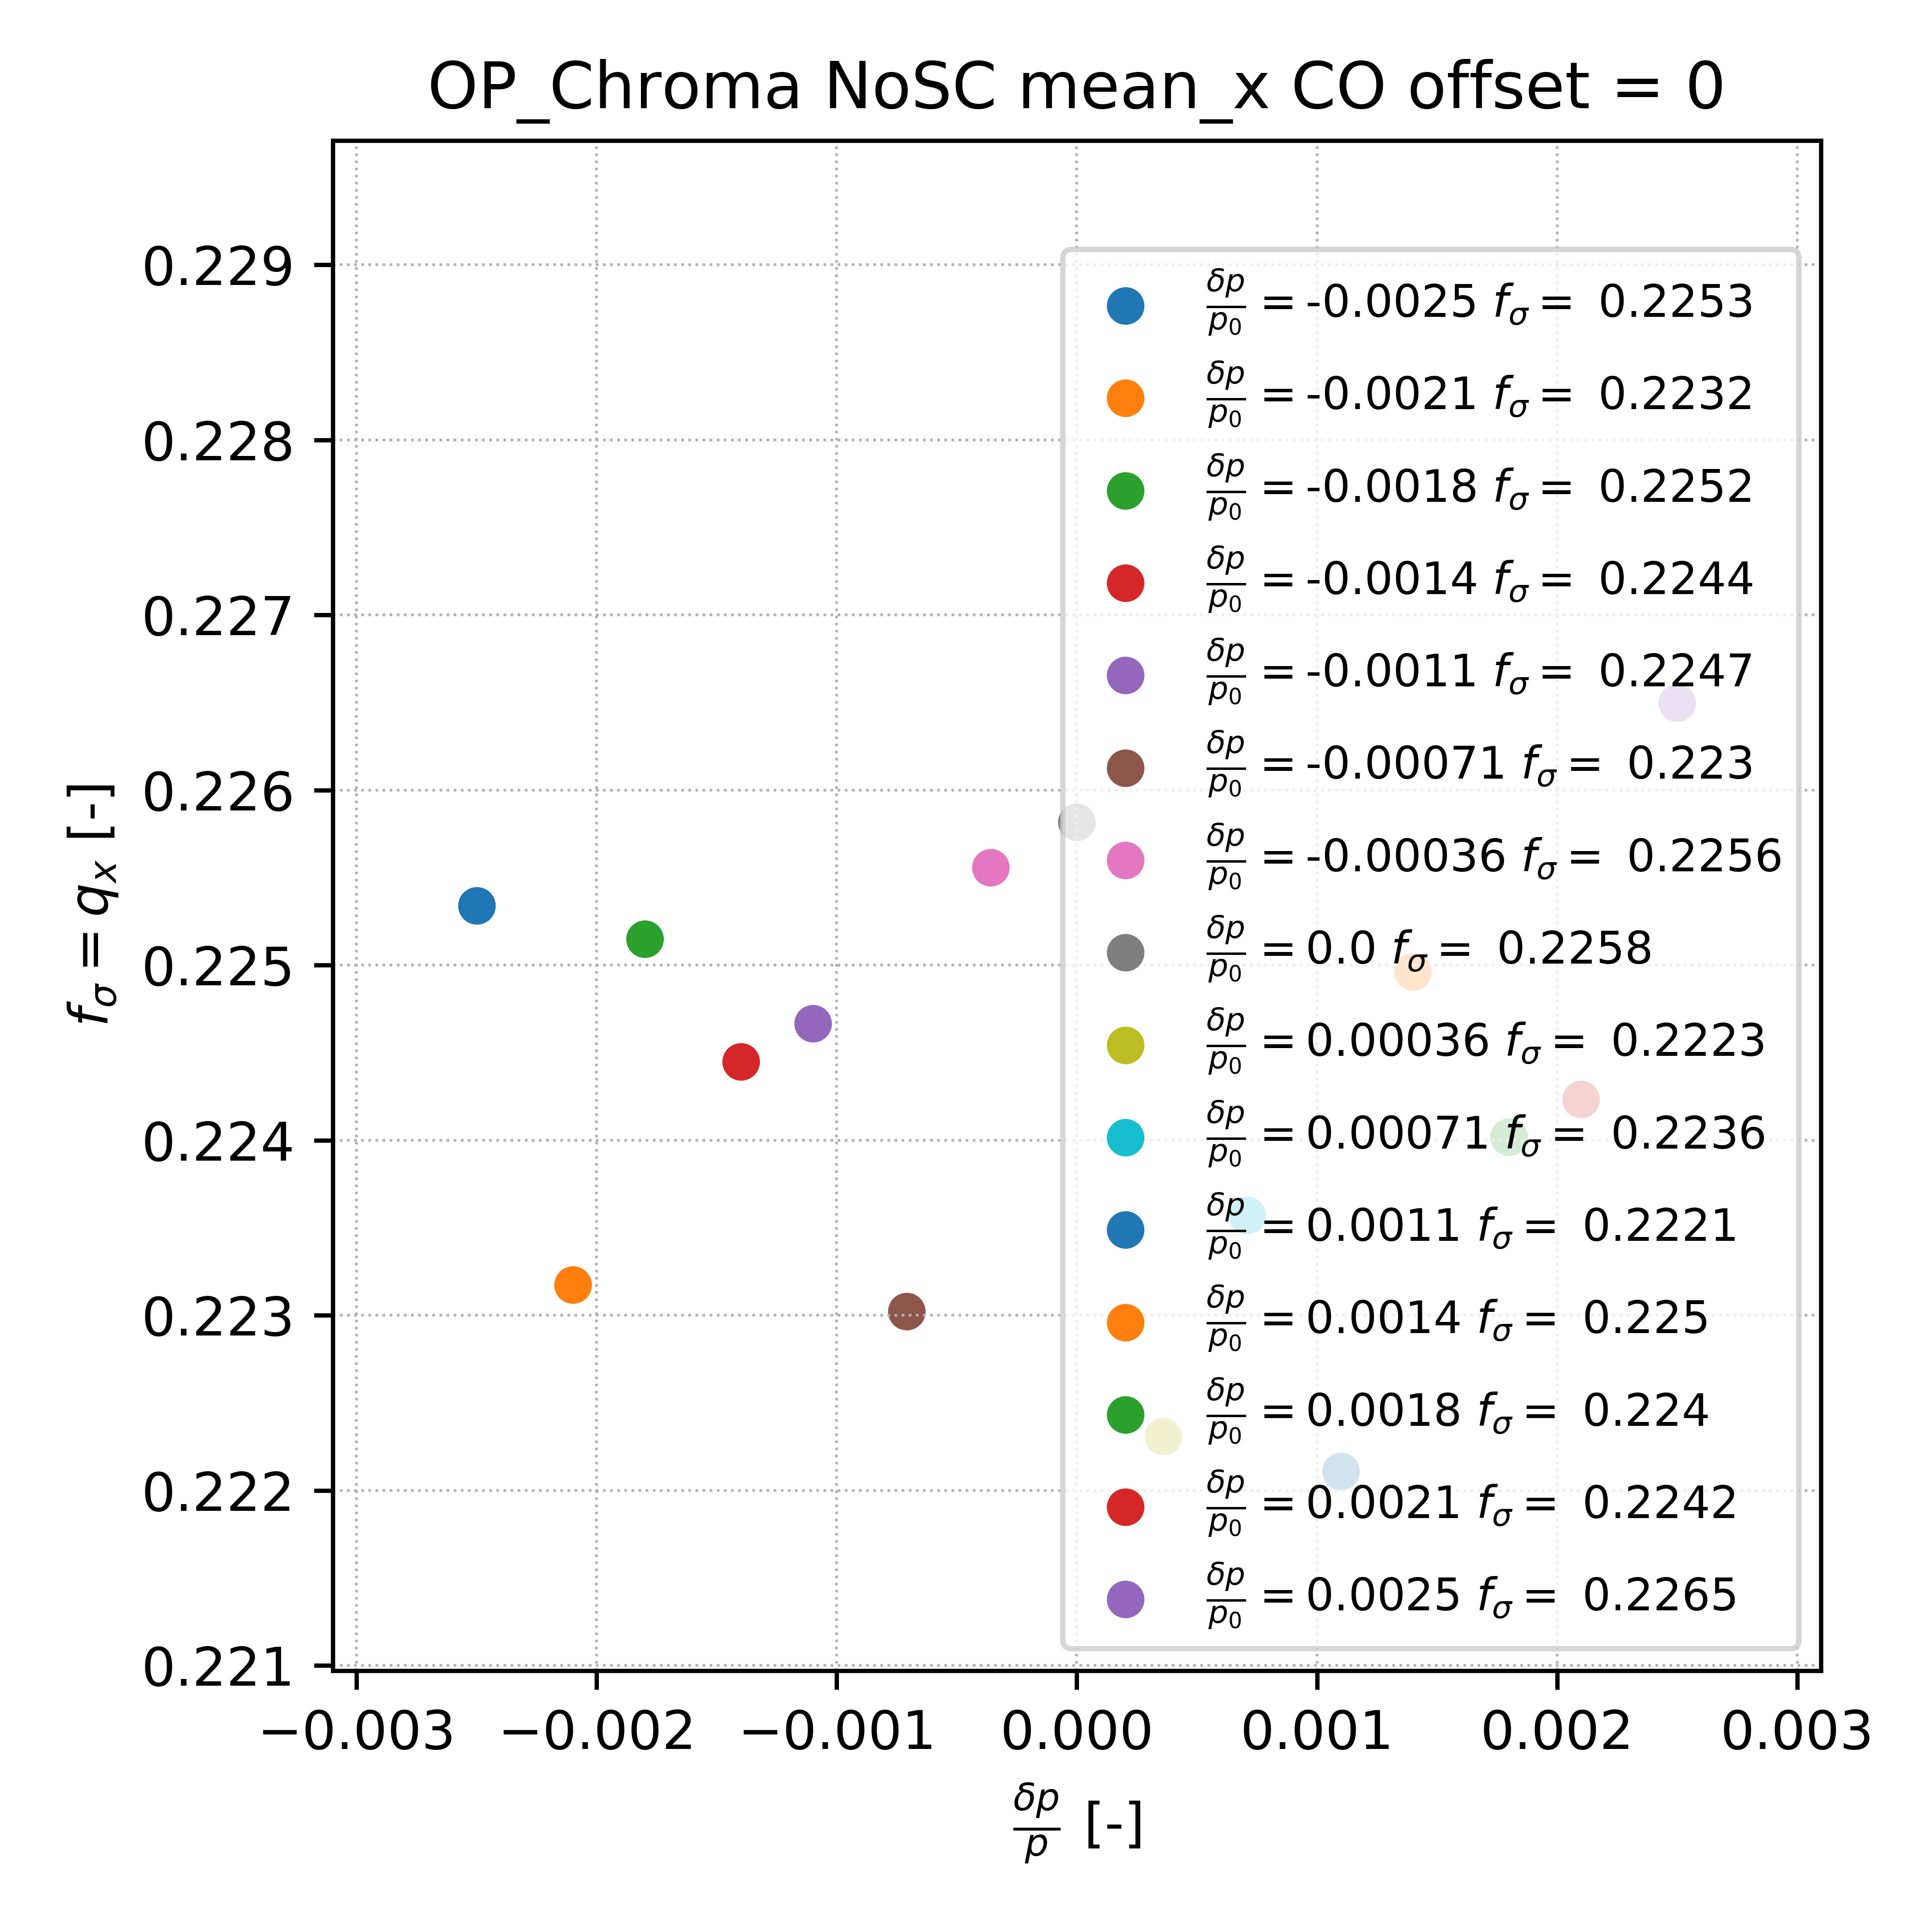 OP_Chroma NoSC mean_x CO offset = 0
0.229
0.228
0.227
0.226
0.225
0.224
0.223
0.222
0.221
f_σ = q_x [-]
δp/p₀ = -0.0025 f_σ = 0.2253
δp/p₀ = -0.0021 f_σ = 0.2232
δp/p₀ = -0.0018 f_σ = 0.2252
δp/p₀ = -0.0014 f_σ = 0.2244
δp/p₀ = -0.0011 f_σ = 0.2247
δp/p₀ = -0.00071 f_σ = 0.223
δp/p₀ = -0.00036 f_σ = 0.2256
δp/p₀ = 0.0 f_σ = 0.2258
δp/p₀ = 0.00036 f_σ = 0.2223
δp/p₀ = 0.00071 f_σ = 0.2236
δp/p₀ = 0.0011 f_σ = 0.2221
δp/p₀ = 0.0014 f_σ = 0.225
δp/p₀ = 0.0018 f_σ = 0.224
δp/p₀ = 0.0021 f_σ = 0.2242
δp/p₀ = 0.0025 f_σ = 0.2265
−0.003 −0.002 −0.001 0.000 0.001 0.002 0.003
δp/p [-]